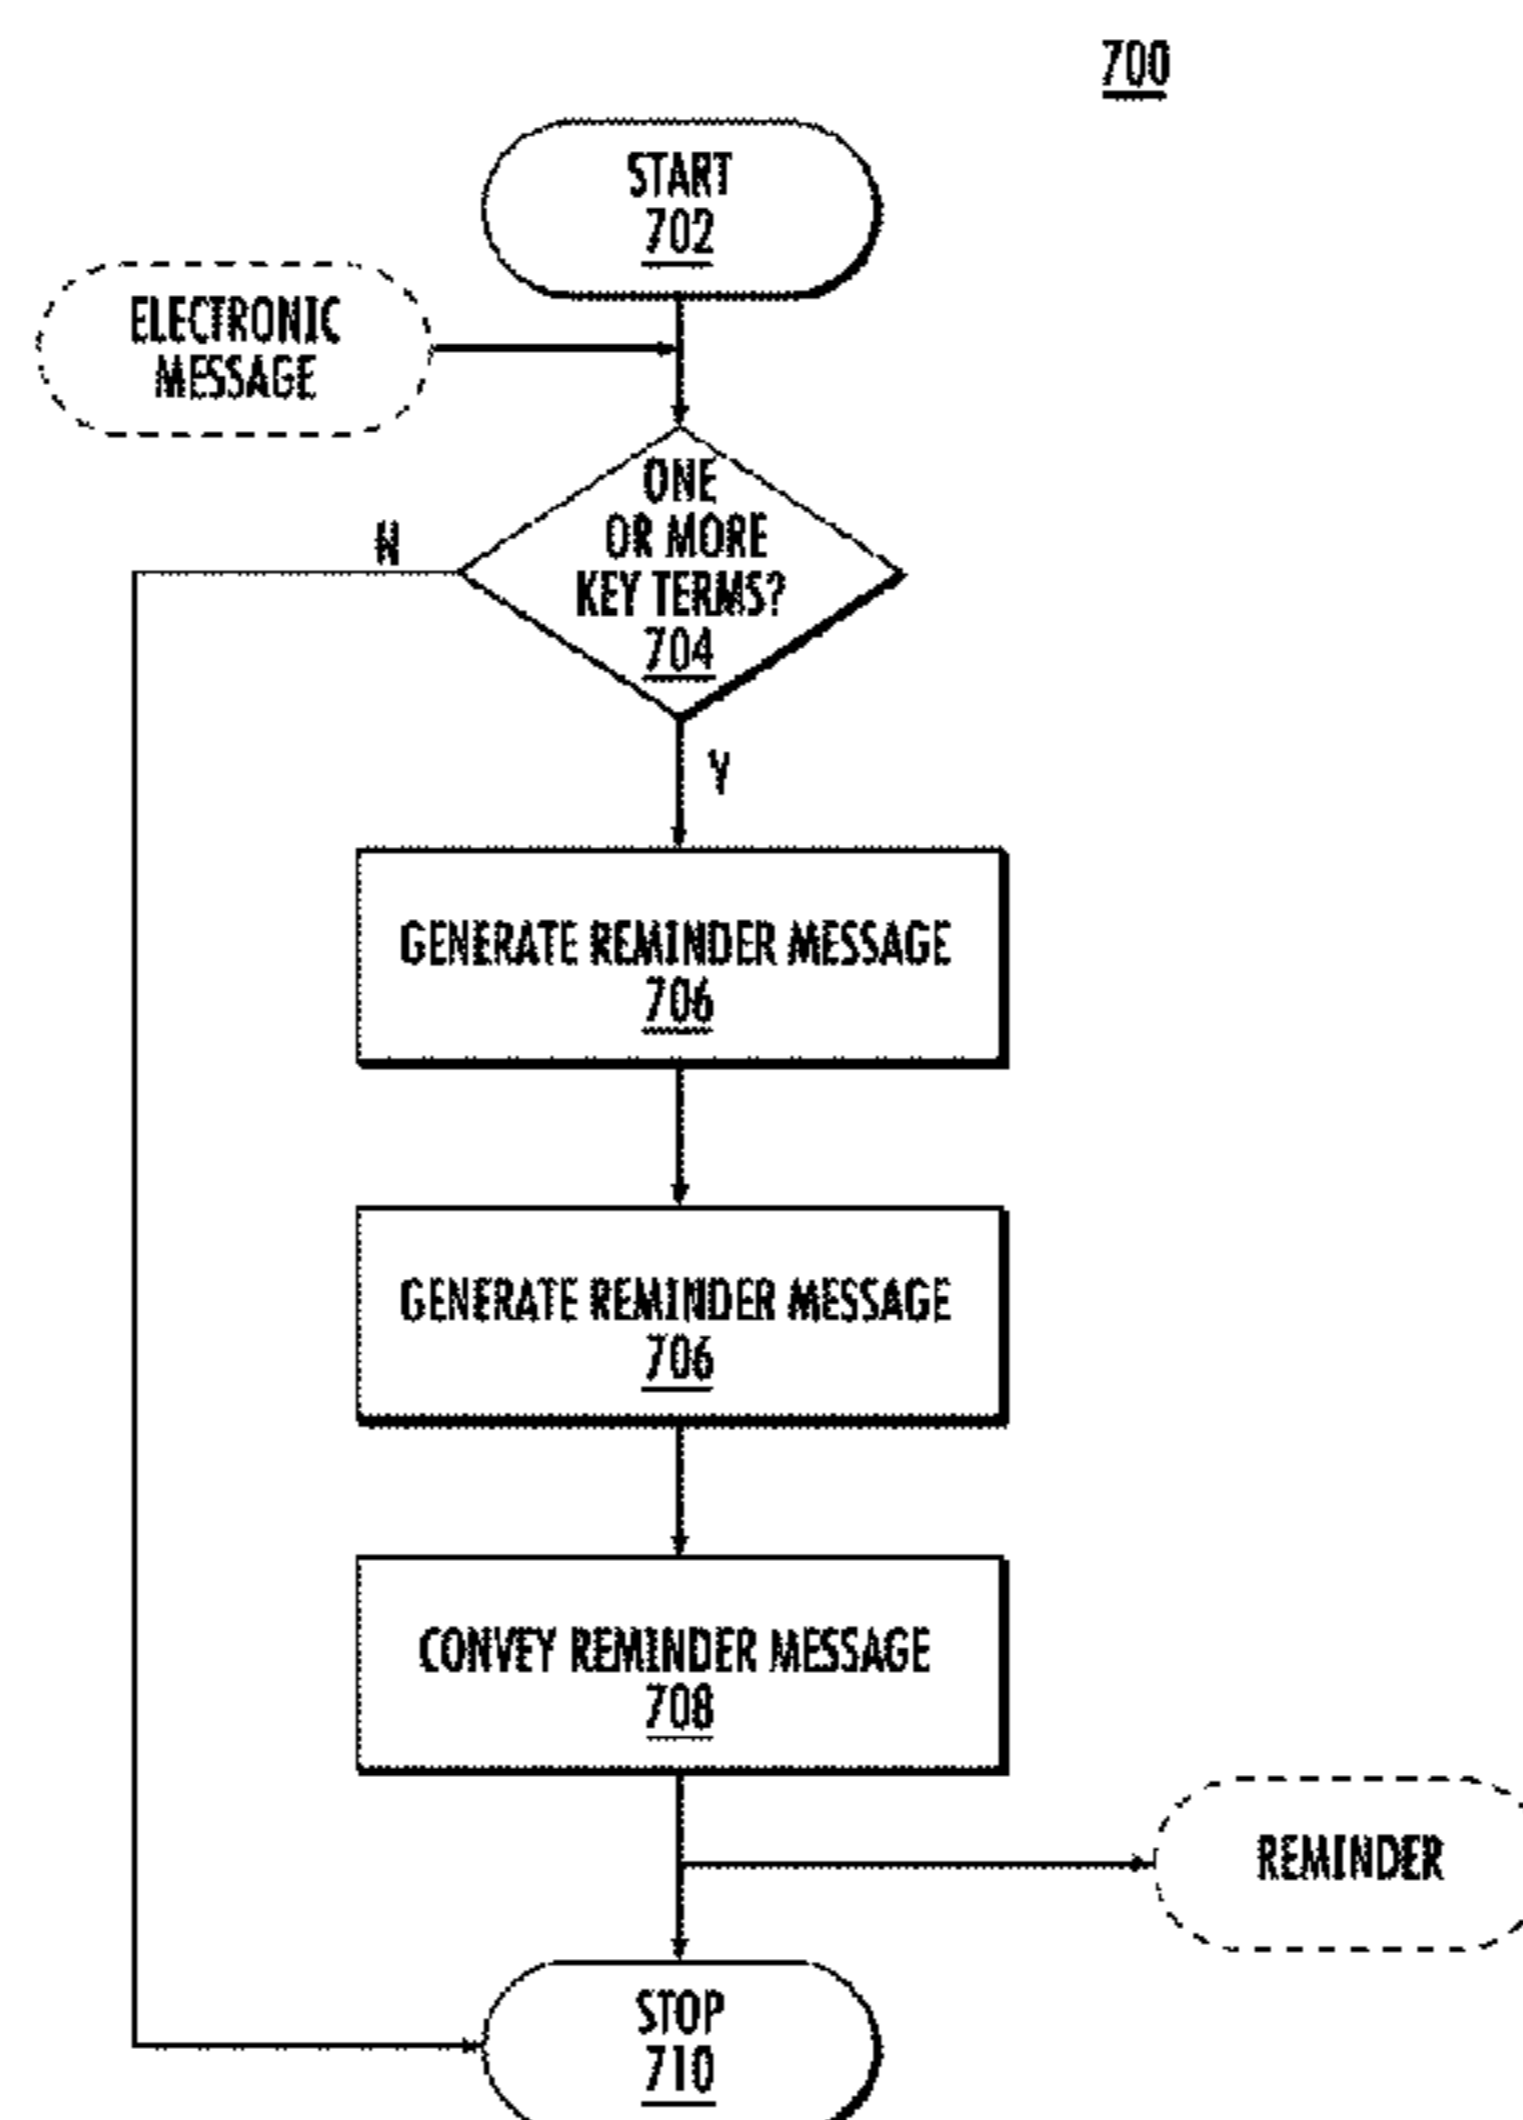 700
START
702
ELECTRONIC
MESSAGE
ONE
OR MORE
KEY TERMS?
704
N
Y
GENERATE REMINDER MESSAGE
706
GENERATE REMINDER MESSAGE
706
CONVEY REMINDER MESSAGE
708
REMINDER
STOP
710